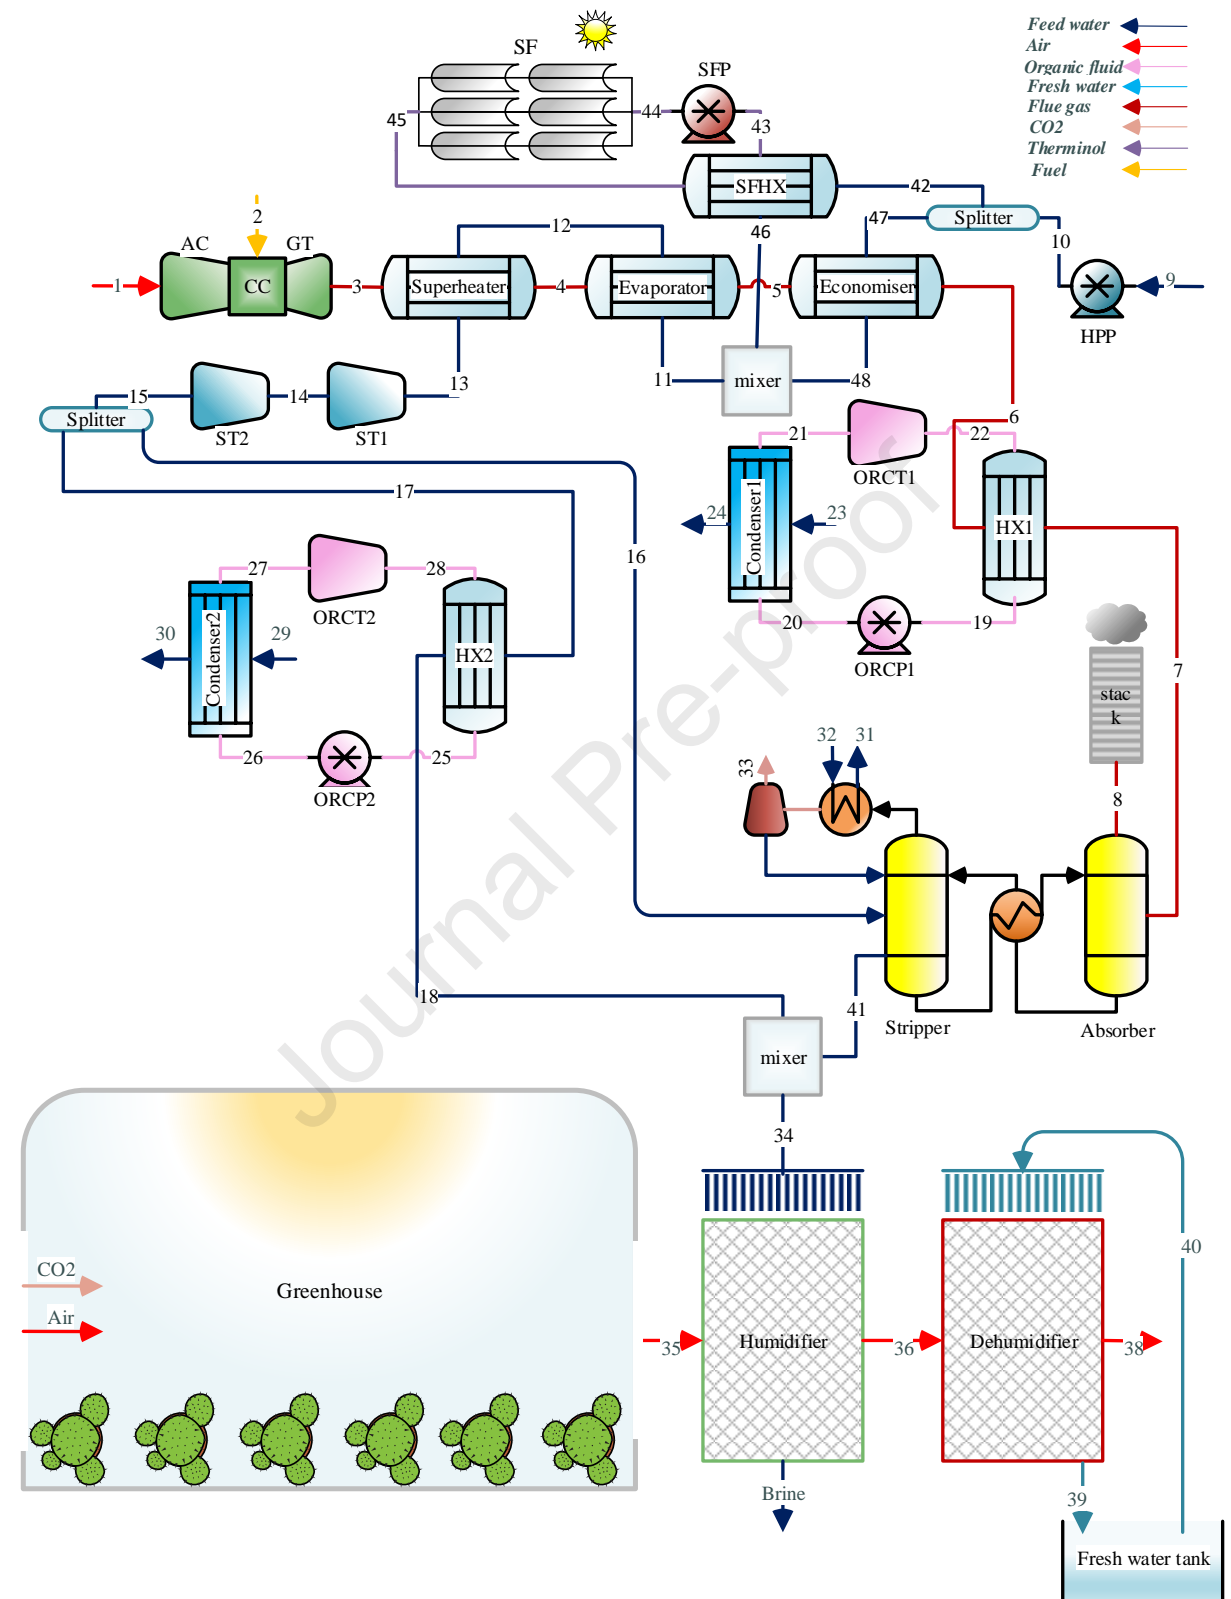 Feed water
Air
Organic fluid
Fresh water
Flue gas
CO2
Therminol
Fuel
SF
SFP
45
44
43
SFHX
42
47
Splitter
46
10
2
12
AC
GT
CC
1
3
Superheater
4
Evaporator
5
Economiser
9
HPP
11
mixer
48
13
15
14
Splitter
ST2
ST1
6
21
22
ORCT1
17
24
Condenser1
23
HX1
16
27
28
ORCT2
20
19
ORCP1
30
Condenser2
29
HX2
7
stac
k
26
25
ORCP2
32
31
33
8
18
41
Stripper
Absorber
mixer
34
40
CO2
Greenhouse
Air
35
Humidifier
36
Dehumidifier
38
Brine
39
Fresh water tank
Journal Pre-proof